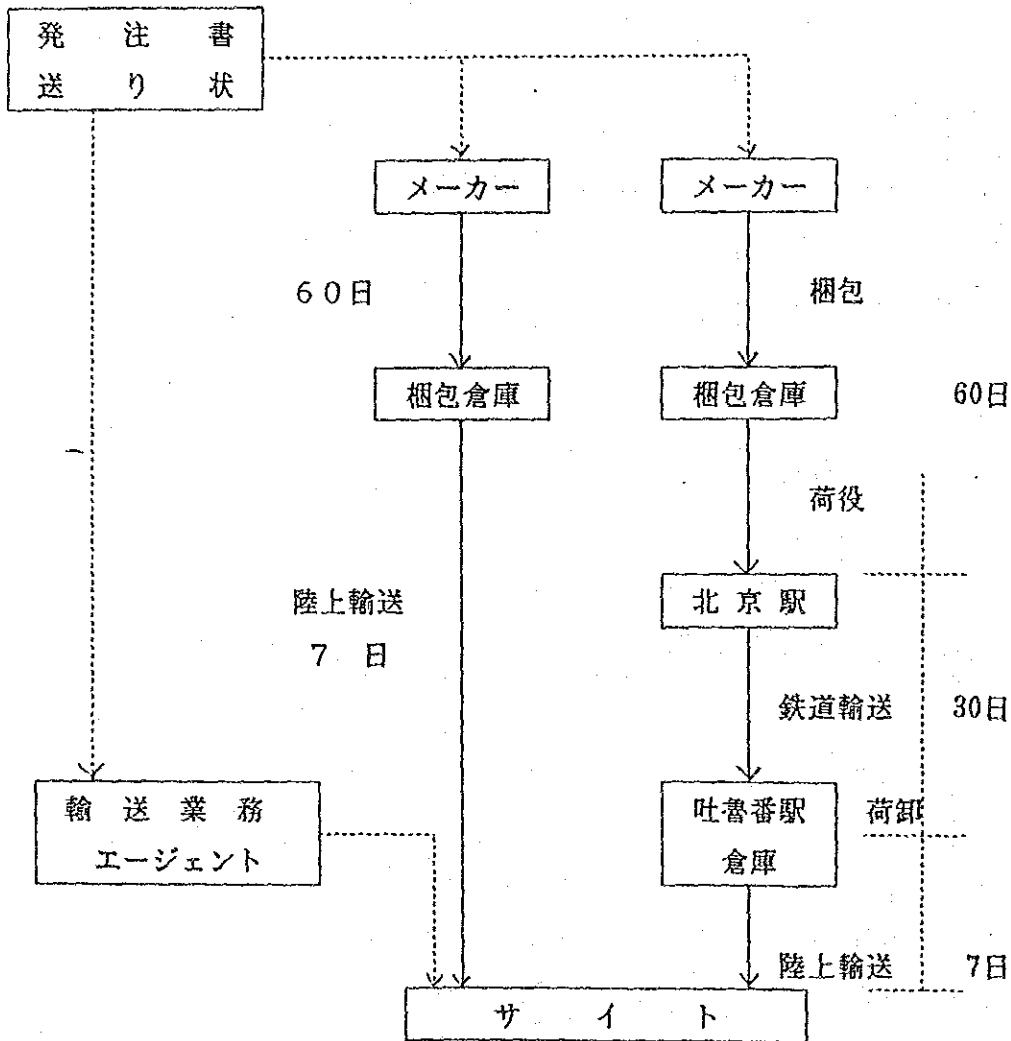 発注書
送り状
メーカー
メーカー
60日
梱包
梱包倉庫
梱包倉庫
60日
荷役
北京駅
陸上輸送
7日
鉄道輸送
30日
輸送業務
エージェント
吐魯番駅
倉庫
荷卸
陸上輸送
7日
サイト